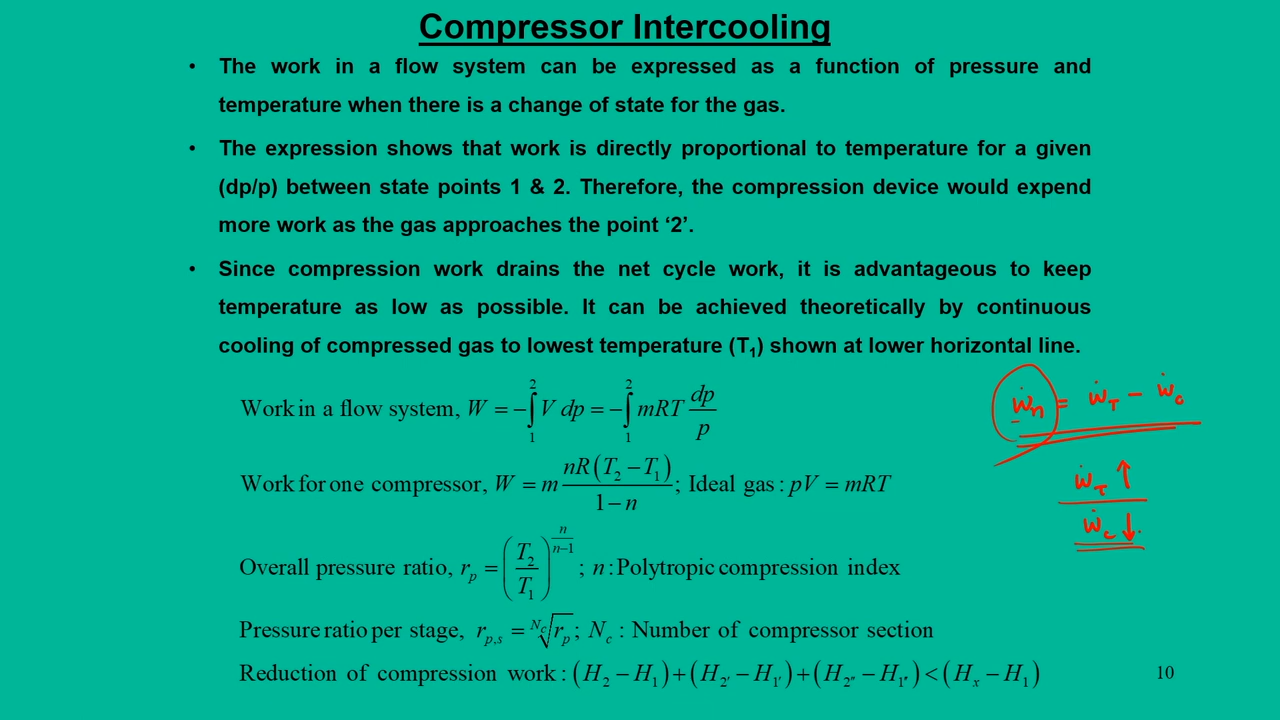 Compressor Intercooling
• The work in a flow system can be expressed as a function of pressure and
temperature when there is a change of state for the gas.
• The expression shows that work is directly proportional to temperature for a given
(dp/p) between state points 1 & 2. Therefore, the compression device would expend
more work as the gas approaches the point ‘2’.
• Since compression work drains the net cycle work, it is advantageous to keep
temperature as low as possible. It can be achieved theoretically by continuous
cooling of compressed gas to lowest temperature (T₁) shown at lower horizontal line.
Work in a flow system, W = −∫₁² V dp = −∫₁² mRT dp/p
Ẇn = ẆT − Ẇc
Work for one compressor, W = m nR(T₂ − T₁)/(1 − n); Ideal gas : pV = mRT
ẆT ↑
Ẇc ↓
Overall pressure ratio, r_p = (T₂/T₁)^(n/(n−1)); n : Polytropic compression index
Pressure ratio per stage, r_p,s = ᴺc√r_p; N_c : Number of compressor section
Reduction of compression work : (H₂ − H₁) + (H₂′ − H₁′) + (H₂″ − H₁″) < (Hₓ − H₁)
10